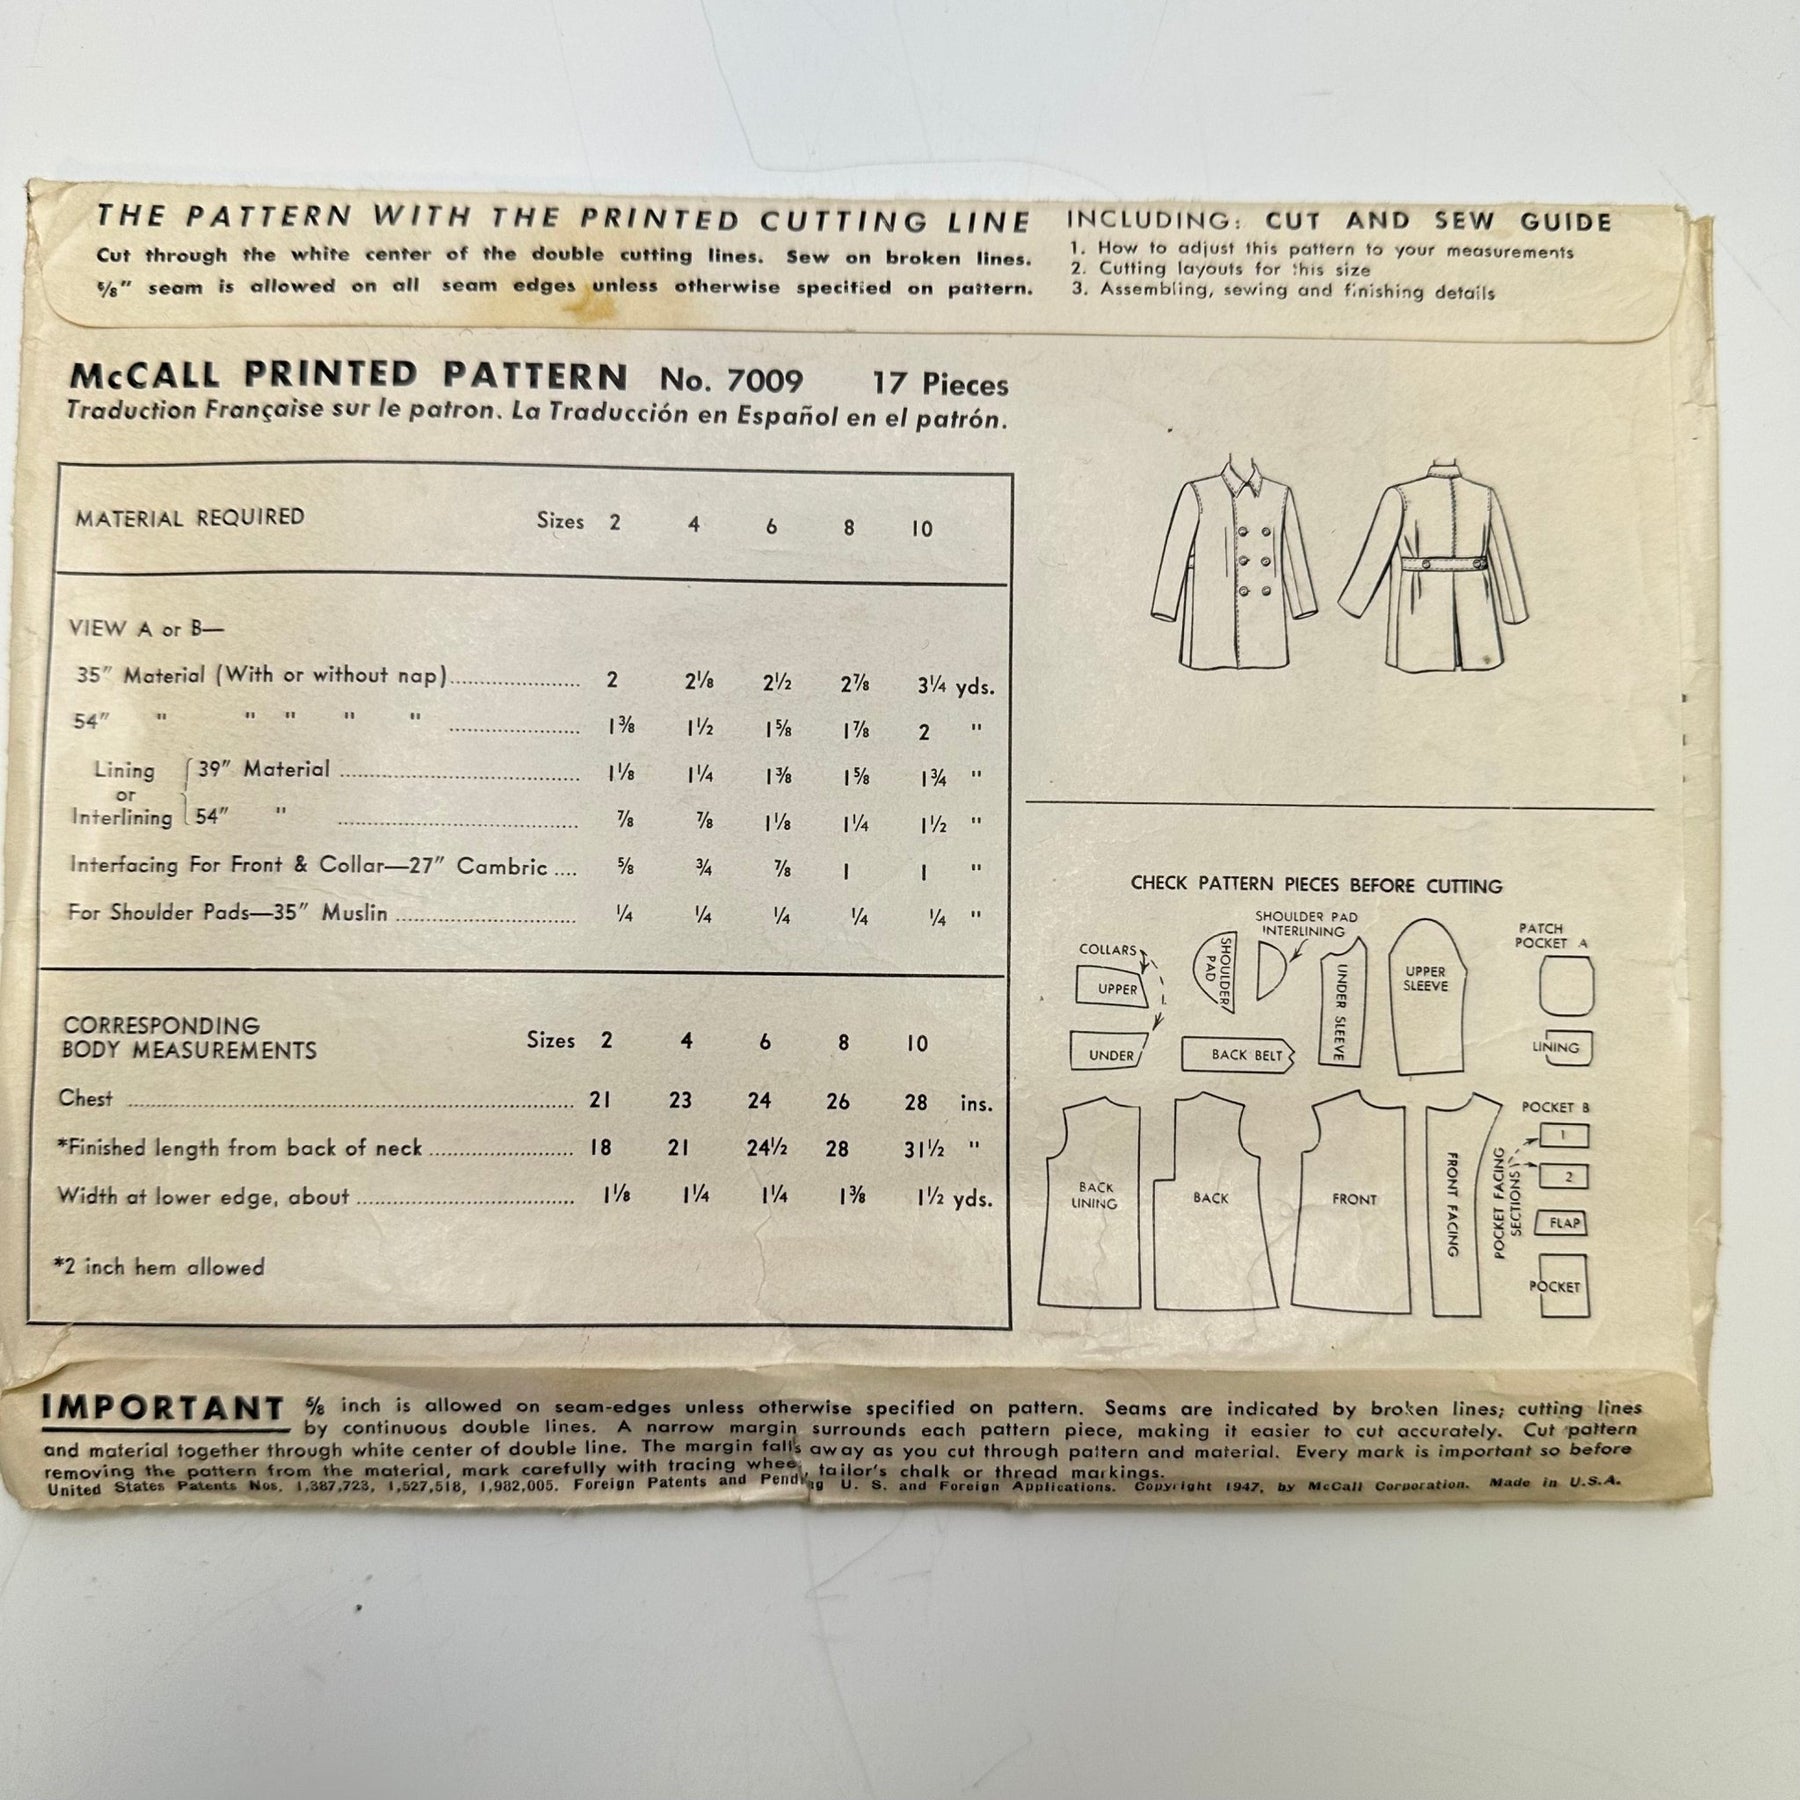 THE PATTERN WITH THE PRINTED CUTTING LINE
Cut through the white center of the double cutting lines. Sew on broken lines.
5/8" seam is allowed on all seam edges unless otherwise specified on pattern.
INCLUDING: CUT AND SEW GUIDE
1. How to adjust this pattern to your measurements
2. Cutting layouts for this size
3. Assembling, sewing and finishing details
McCALL PRINTED PATTERN No. 7009 17 Pieces
Traduction Française sur le patron. La Traducción en Español en el patrón.
MATERIAL REQUIRED Sizes 2 4 6 8 10
VIEW A or B—
35" Material (With or without nap) 2 2 1/8 2 1/2 2 7/8 3 1/4 yds.
54" " " " " " 1 3/8 1 1/2 1 5/8 1 7/8 2 "
Lining 39" Material 1 1/8 1 1/4 1 3/8 1 5/8 1 3/4 "
or
Interlining 54" " 7/8 7/8 1 1/8 1 1/4 1 1/2 "
Interfacing For Front & Collar—27" Cambric 5/8 3/4 7/8 1 1 "
For Shoulder Pads—35" Muslin 1/4 1/4 1/4 1/4 1/4 "
CORRESPONDING
BODY MEASUREMENTS Sizes 2 4 6 8 10
Chest 21 23 24 26 28 ins.
*Finished length from back of neck 18 21 24 1/2 28 31 1/2 "
Width at lower edge, about 1 1/8 1 1/4 1 1/4 1 3/8 1 1/2 yds.
*2 inch hem allowed
CHECK PATTERN PIECES BEFORE CUTTING
COLLARS
UPPER
UNDER
SHOULDER
PAD
SHOULDER PAD
INTERLINING
BACK BELT
UNDER SLEEVE
UPPER
SLEEVE
PATCH
POCKET A
LINING
BACK
LINING
BACK
FRONT
FRONT FACING
POCKET FACING
SECTIONS
POCKET B
1
2
FLAP
POCKET
IMPORTANT 5/8 inch is allowed on seam-edges unless otherwise specified on pattern. Seams are indicated by broken lines; cutting lines
by continuous double lines. A narrow margin surrounds each pattern piece, making it easier to cut accurately. Cut pattern
and material together through white center of double line. The margin falls away as you cut through pattern and material. Every mark is important so before
removing the pattern from the material, mark carefully with tracing wheel, tailor's chalk or thread markings.
United States Patents Nos. 1,387,723, 1,527,518, 1,982,005. Foreign Patents and Pending U. S. and Foreign Applications. Copyright 1947, by McCall Corporation. Made in U.S.A.